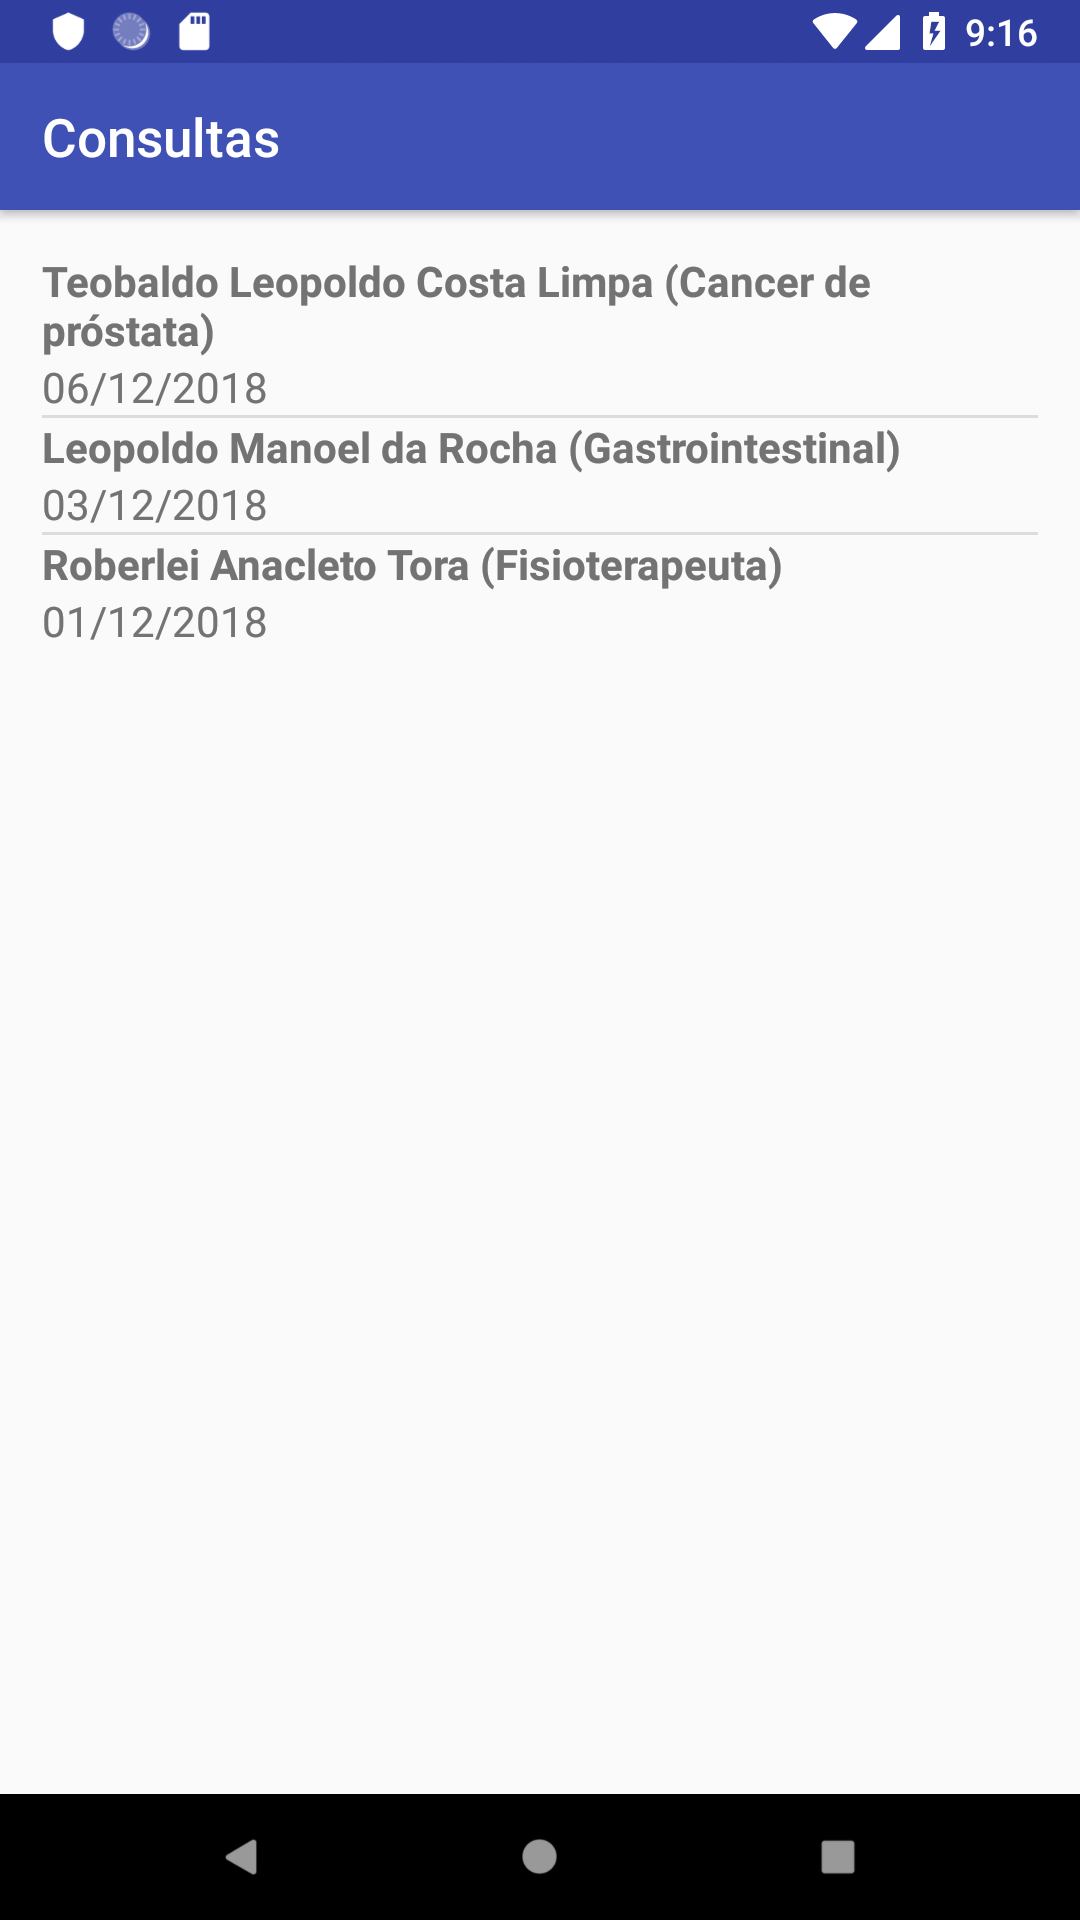 9:16
Consultas
Teobaldo Leopoldo Costa Limpa (Cancer de
próstata)
06/12/2018
Leopoldo Manoel da Rocha (Gastrointestinal)
03/12/2018
Roberlei Anacleto Tora (Fisioterapeuta)
01/12/2018